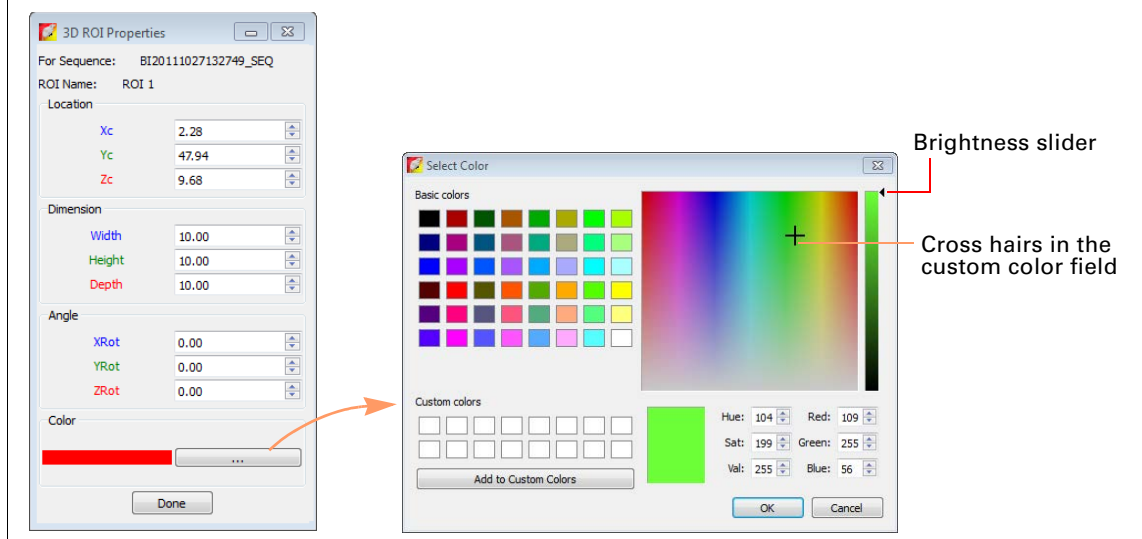 3D ROI Properties
For Sequence: BI20111027132749_SEQ
ROI Name: ROI 1
Location
Xc 2.28
Yc 47.94
Zc 9.68
Dimension
Width 10.00
Height 10.00
Depth 10.00
Angle
XRot 0.00
YRot 0.00
ZRot 0.00
Color
...
Done
Select Color
Basic colors
Custom colors
Add to Custom Colors
Hue: 104 Red: 109
Sat: 199 Green: 255
Val: 255 Blue: 56
OK Cancel
Brightness slider
Cross hairs in the
custom color field